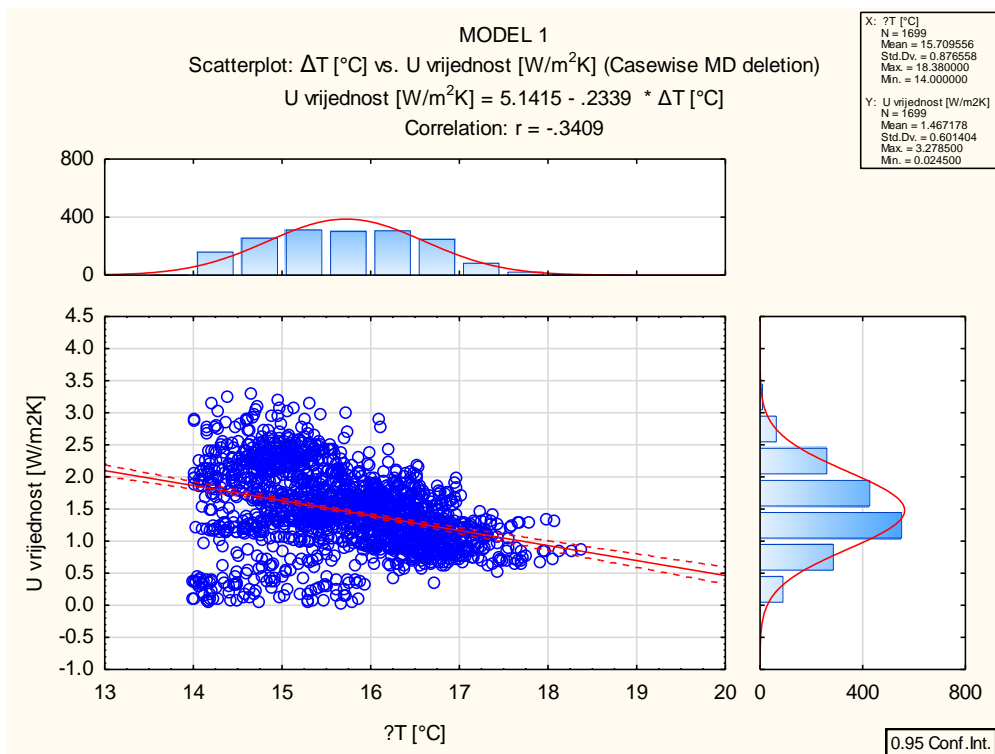 MODEL 1
Scatterplot: ΔT [°C] vs. U vrijednost [W/m²K] (Casewise MD deletion)
U vrijednost [W/m²K] = 5.1415 - .2339 * ΔT [°C]
Correlation: r = -.3409
X: ?T [°C]
N = 1699
Mean = 15.709556
Std.Dv. = 0.876558
Max. = 18.380000
Min. = 14.000000
Y: U vrijednost [W/m2K]
N = 1699
Mean = 1.467178
Std.Dv. = 0.601404
Max. = 3.278500
Min. = 0.024500
800
400
0
4.5
4.0
3.5
3.0
2.5
2.0
1.5
1.0
0.5
0.0
-0.5
-1.0
U vrijednost [W/m2K]
13 14 15 16 17 18 19 20
?T [°C]
0 400 800
0.95 Conf.Int.